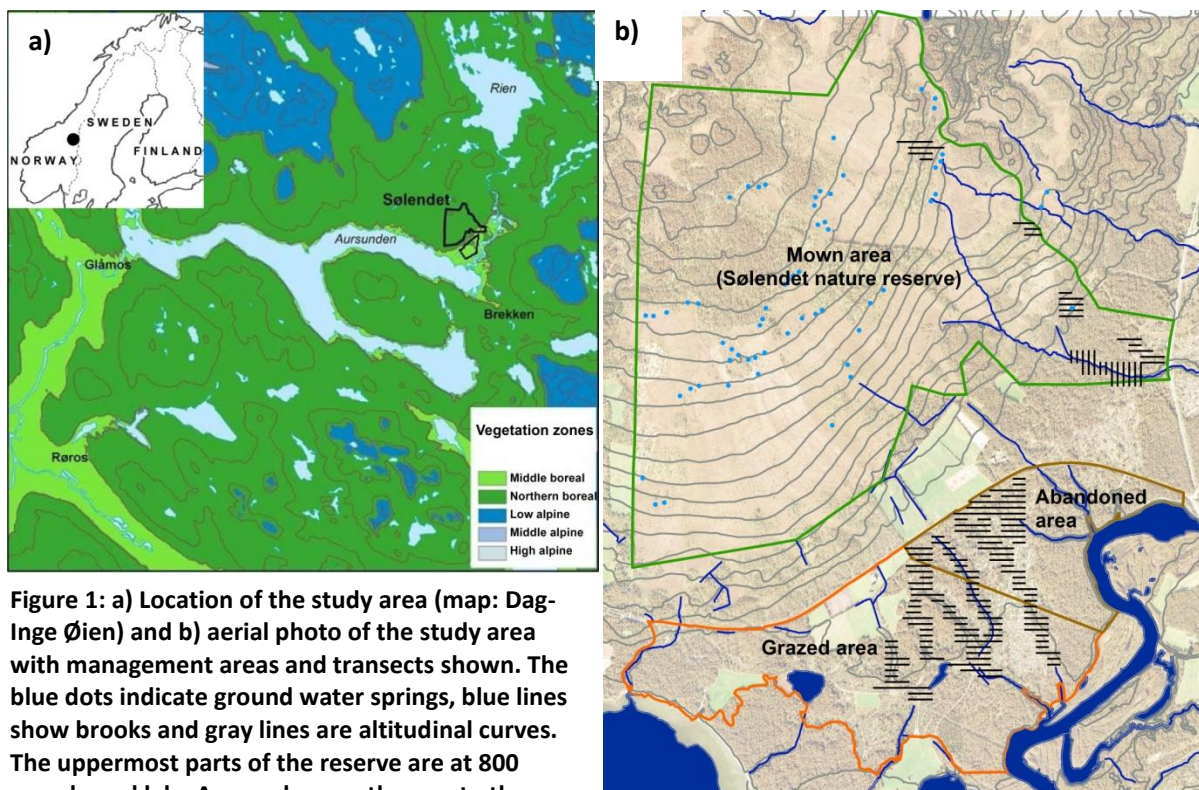 a)
NORWAY
SWEDEN
FINLAND
Rien
Sølendet
Aursunden
Glåmos
Brekken
Røros
Vegetation zones
Middle boreal
Northern boreal
Low alpine
Middle alpine
High alpine
b)
Mown area
(Sølendet nature reserve)
Abandoned
area
Grazed area
Figure 1: a) Location of the study area (map: Dag-
Inge Øien) and b) aerial photo of the study area
with management areas and transects shown. The
blue dots indicate ground water springs, blue lines
show brooks and gray lines are altitudinal curves.
The uppermost parts of the reserve are at 800